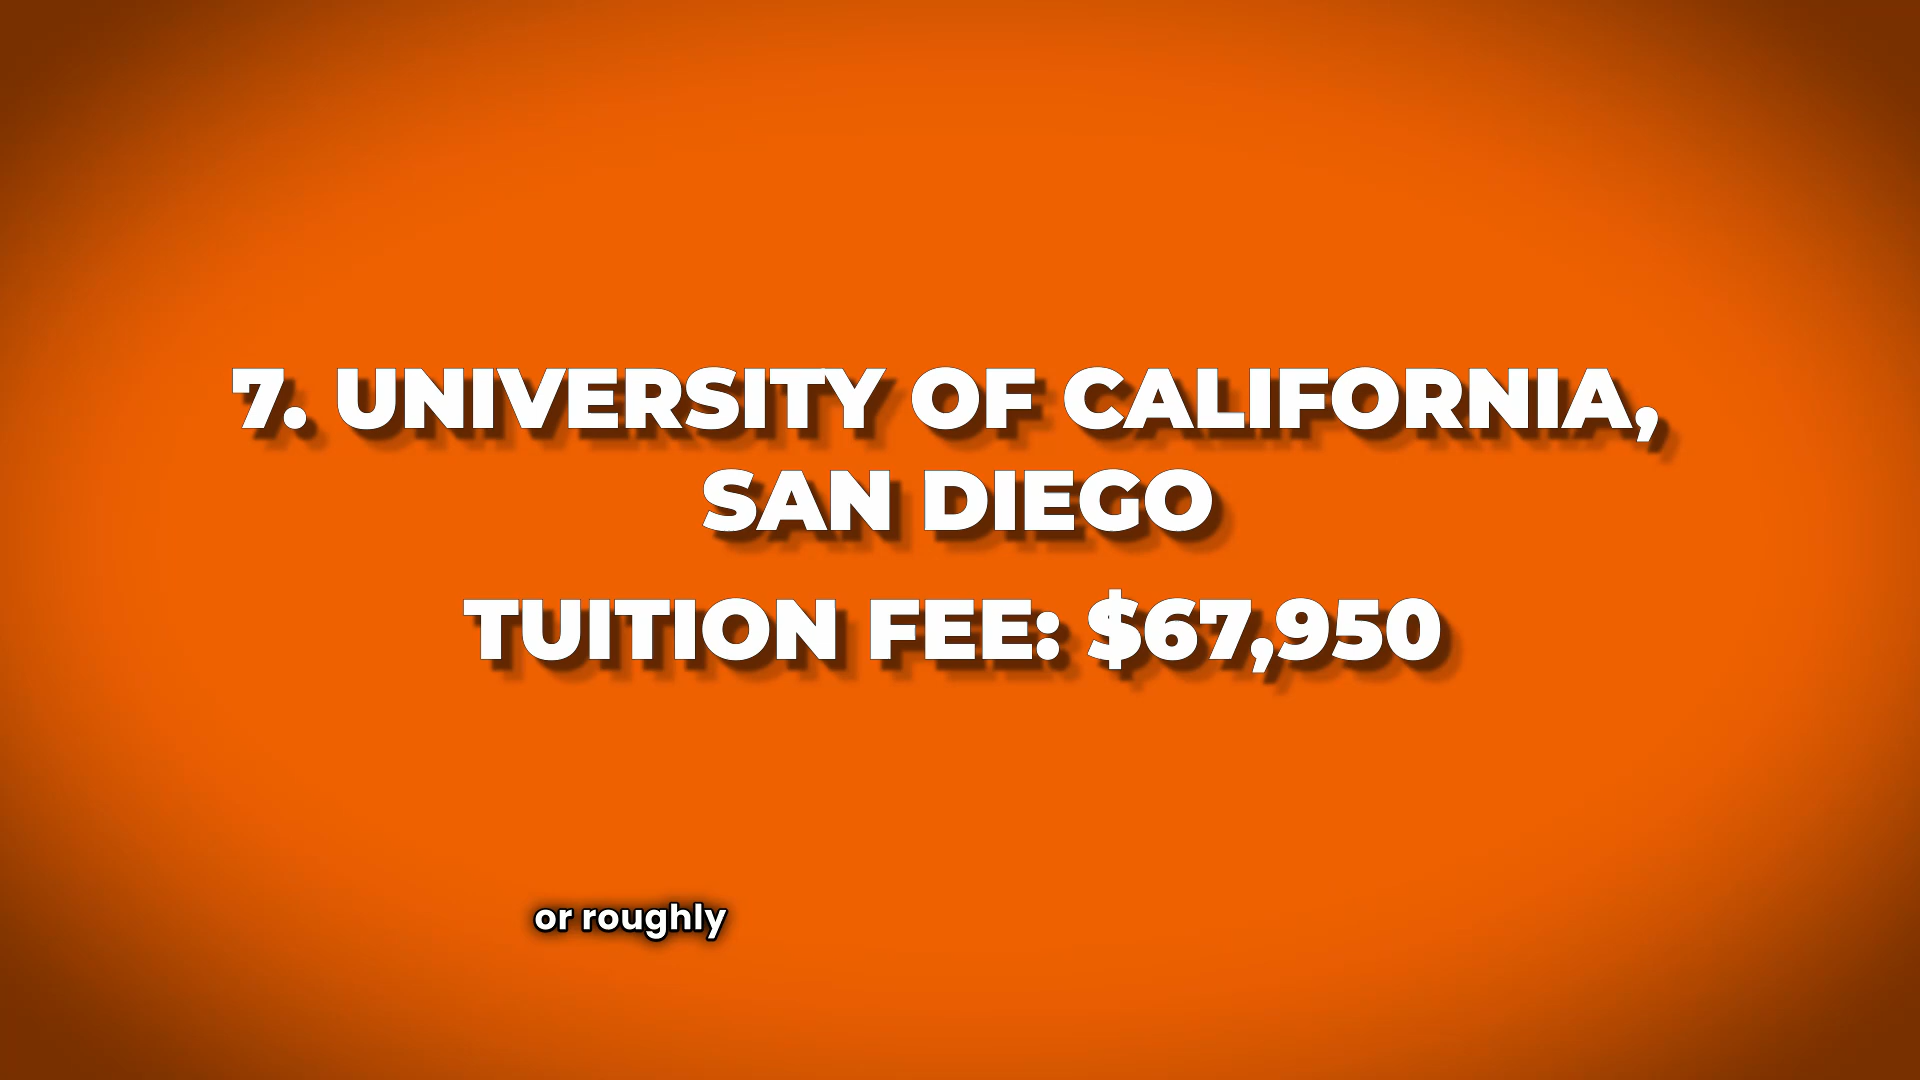 7. UNIVERSITY OF CALIFORNIA,
SAN DIEGO
TUITION FEE: $67,950
or roughly